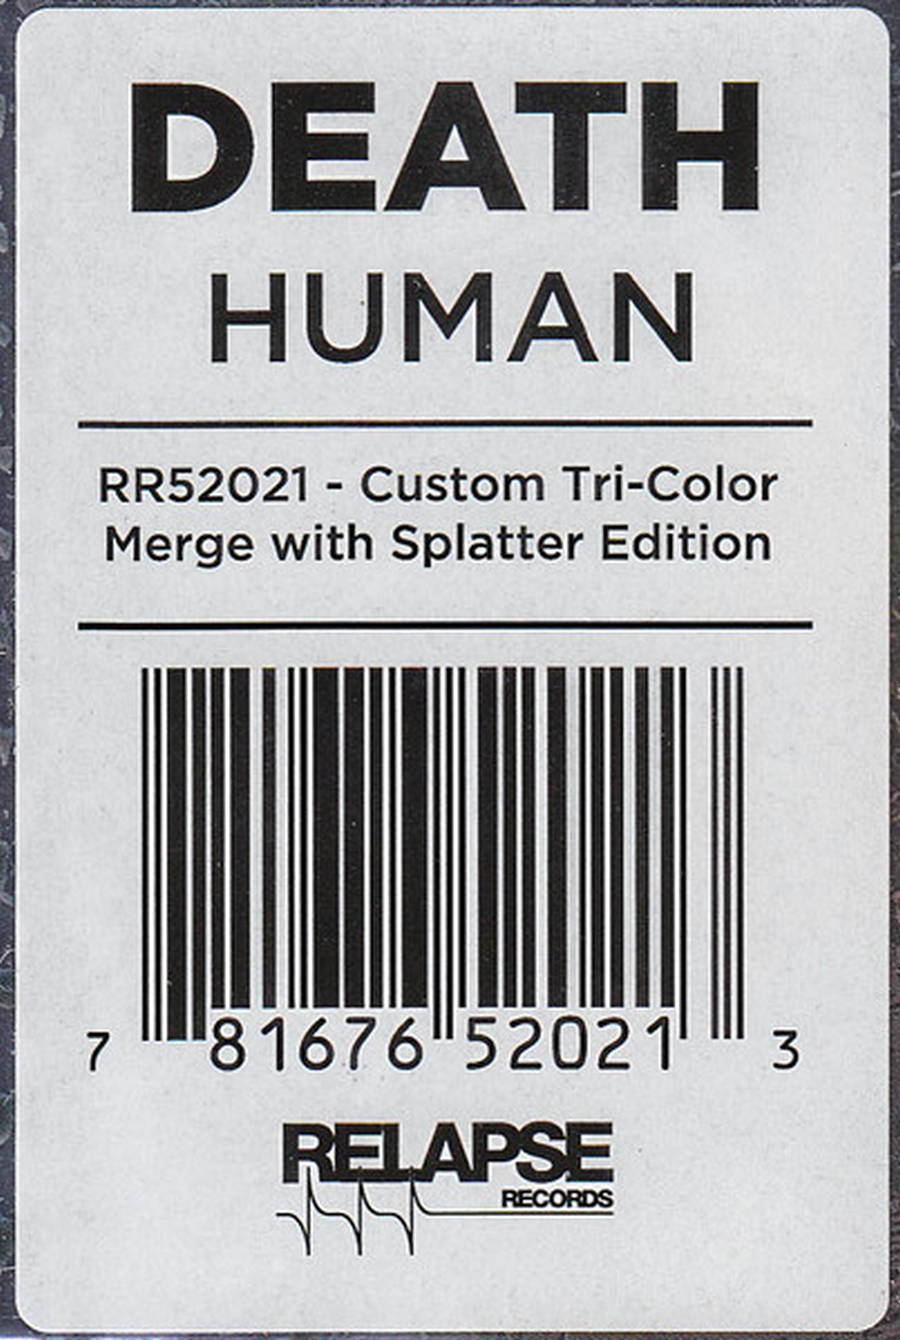 DEATH
HUMAN
RR52021 - Custom Tri-Color
Merge with Splatter Edition
7 81676 52021 3
RELAPSE
RECORDS